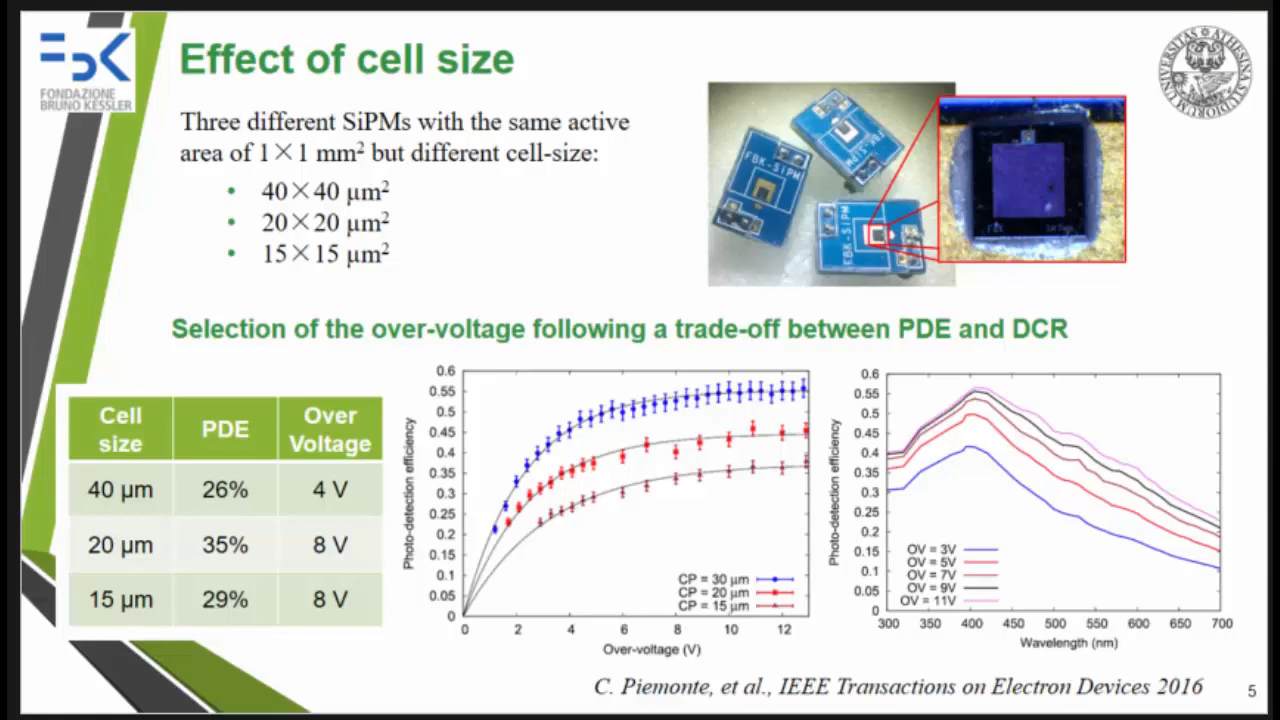 FONDAZIONE
BRUNO KESSLER
Effect of cell size
UNIVERSITAS ATHESINA STUDIORUM
Three different SiPMs with the same active
area of 1×1 mm² but different cell-size:
• 40×40 µm²
• 20×20 µm²
• 15×15 µm²
FBK-SiPM
FBK-SiPM
FBK-SiPM
Selection of the over-voltage following a trade-off between PDE and DCR
Cell size PDE Over Voltage
40 µm 26% 4 V
20 µm 35% 8 V
15 µm 29% 8 V
Photo-detection efficiency
0.6
0.55
0.5
0.45
0.4
0.35
0.3
0.25
0.2
0.15
0.1
0.05
0
CP = 30 µm
CP = 20 µm
CP = 15 µm
0 2 4 6 8 10 12
Over-voltage (V)
Photo-detection efficiency
0.6
0.55
0.5
0.45
0.4
0.35
0.3
0.25
0.2
0.15
0.1
0.05
0
OV = 3V
OV = 5V
OV = 7V
OV = 9V
OV = 11V
300 350 400 450 500 550 600 650 700
Wavelength (nm)
C. Piemonte, et al., IEEE Transactions on Electron Devices 2016
5